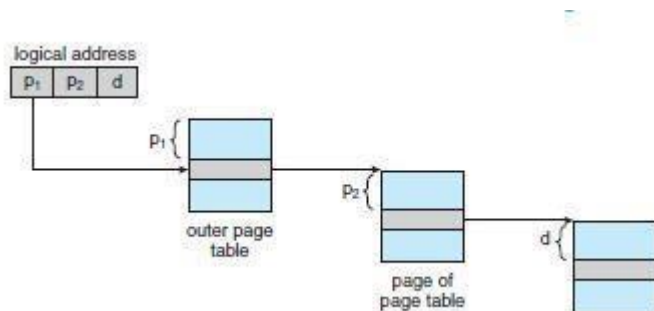 logical address
p1 p2 d
p1
p2
d
outer page
table
page of
page table